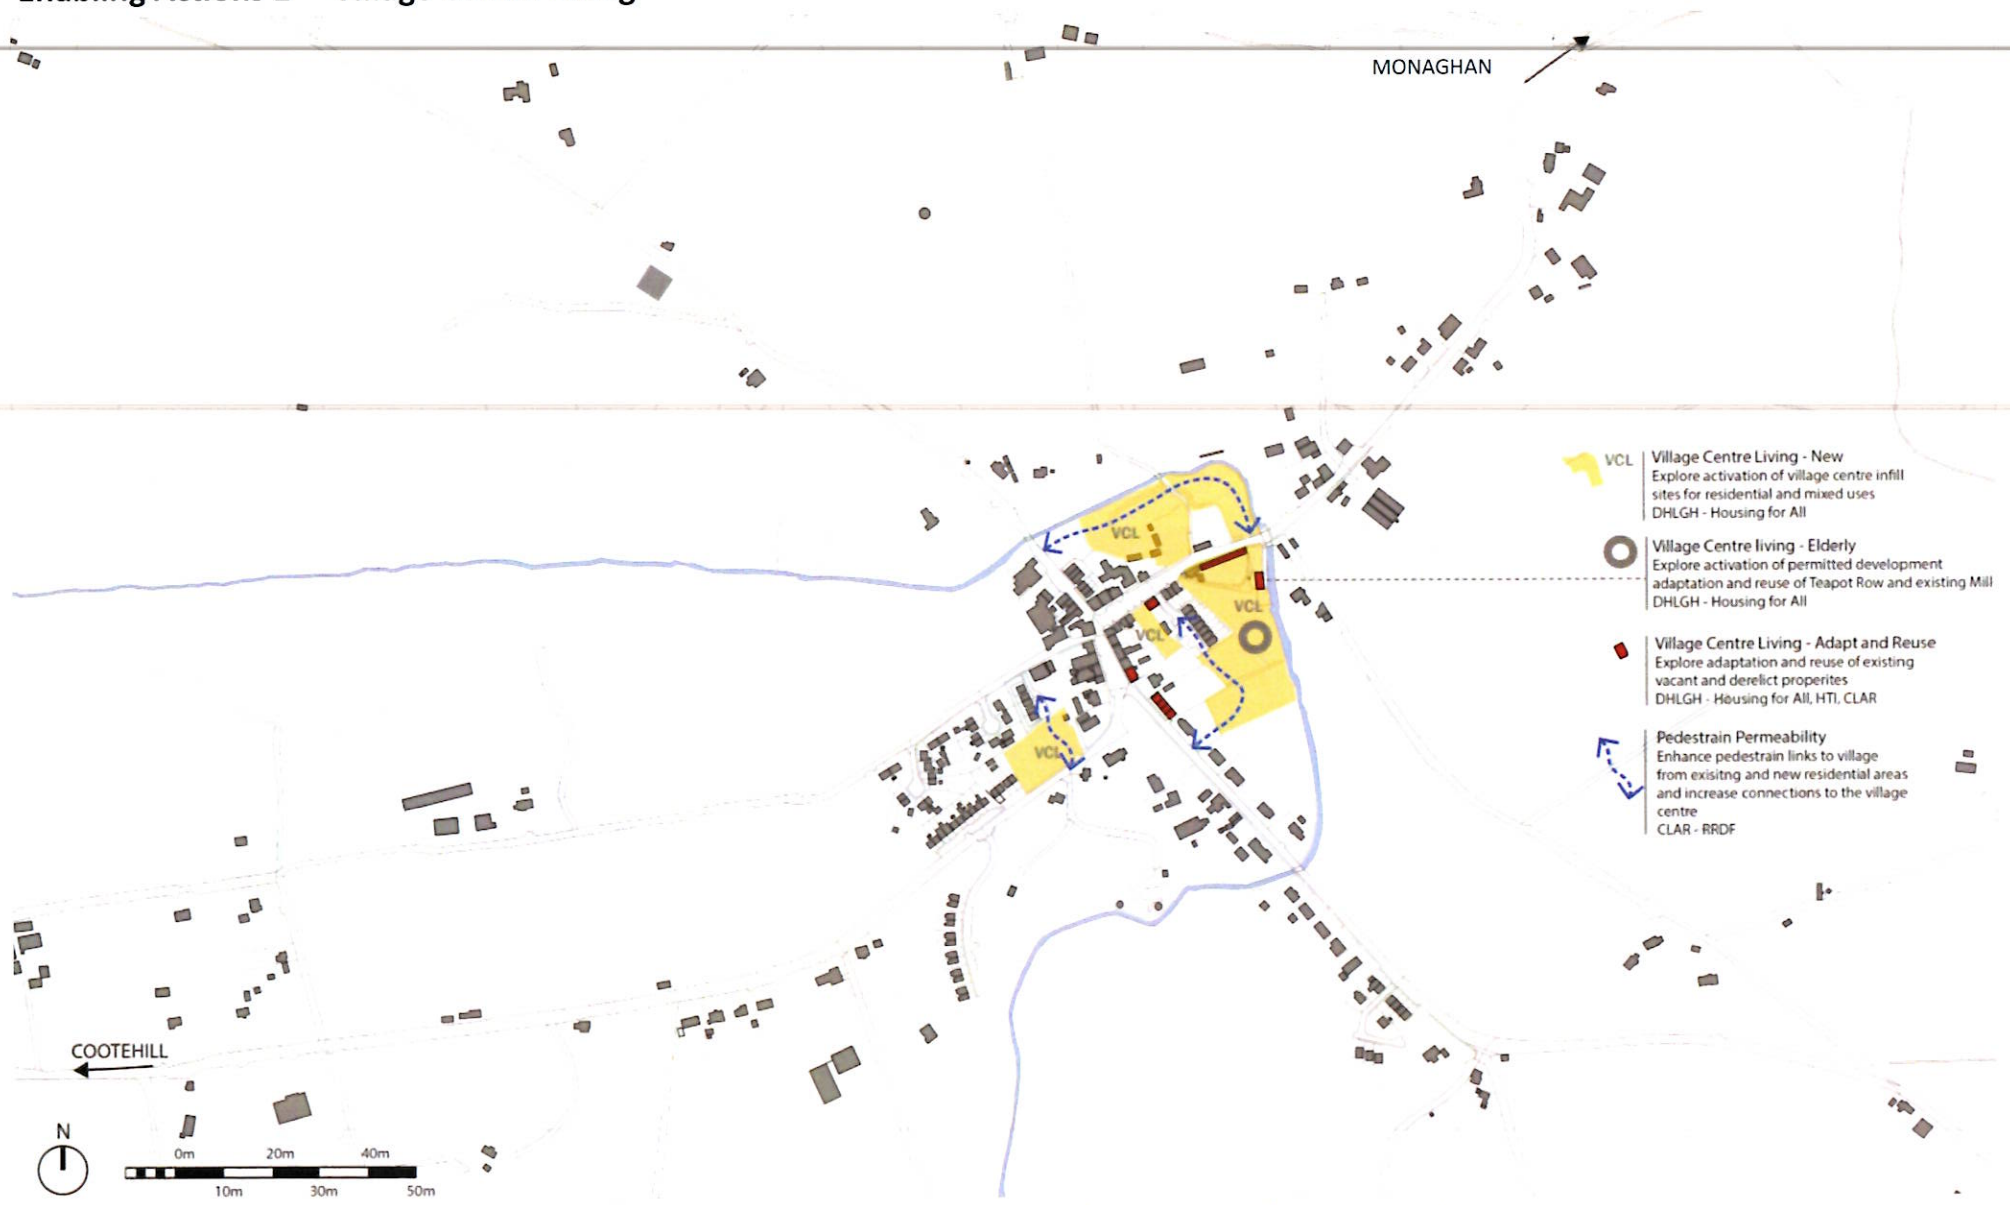 MONAGHAN
VCL
Village Centre Living - New
Explore activation of village centre infill
sites for residential and mixed uses
DHLGH - Housing for All
Village Centre living - Elderly
Explore activation of permitted development
adaptation and reuse of Teapot Row and existing Mill
DHLGH - Housing for All
Village Centre Living - Adapt and Reuse
Explore adaptation and reuse of existing
vacant and derelict properites
DHLGH - Housing for All, HTI, CLAR
Pedestrain Permeability
Enhance pedestrain links to village
from exisitng and new residential areas
and increase connections to the village
centre
CLAR - RRDF
VCL
VCL
VCL
VCL
COOTEHILL
N
0m 20m 40m
10m 30m 50m